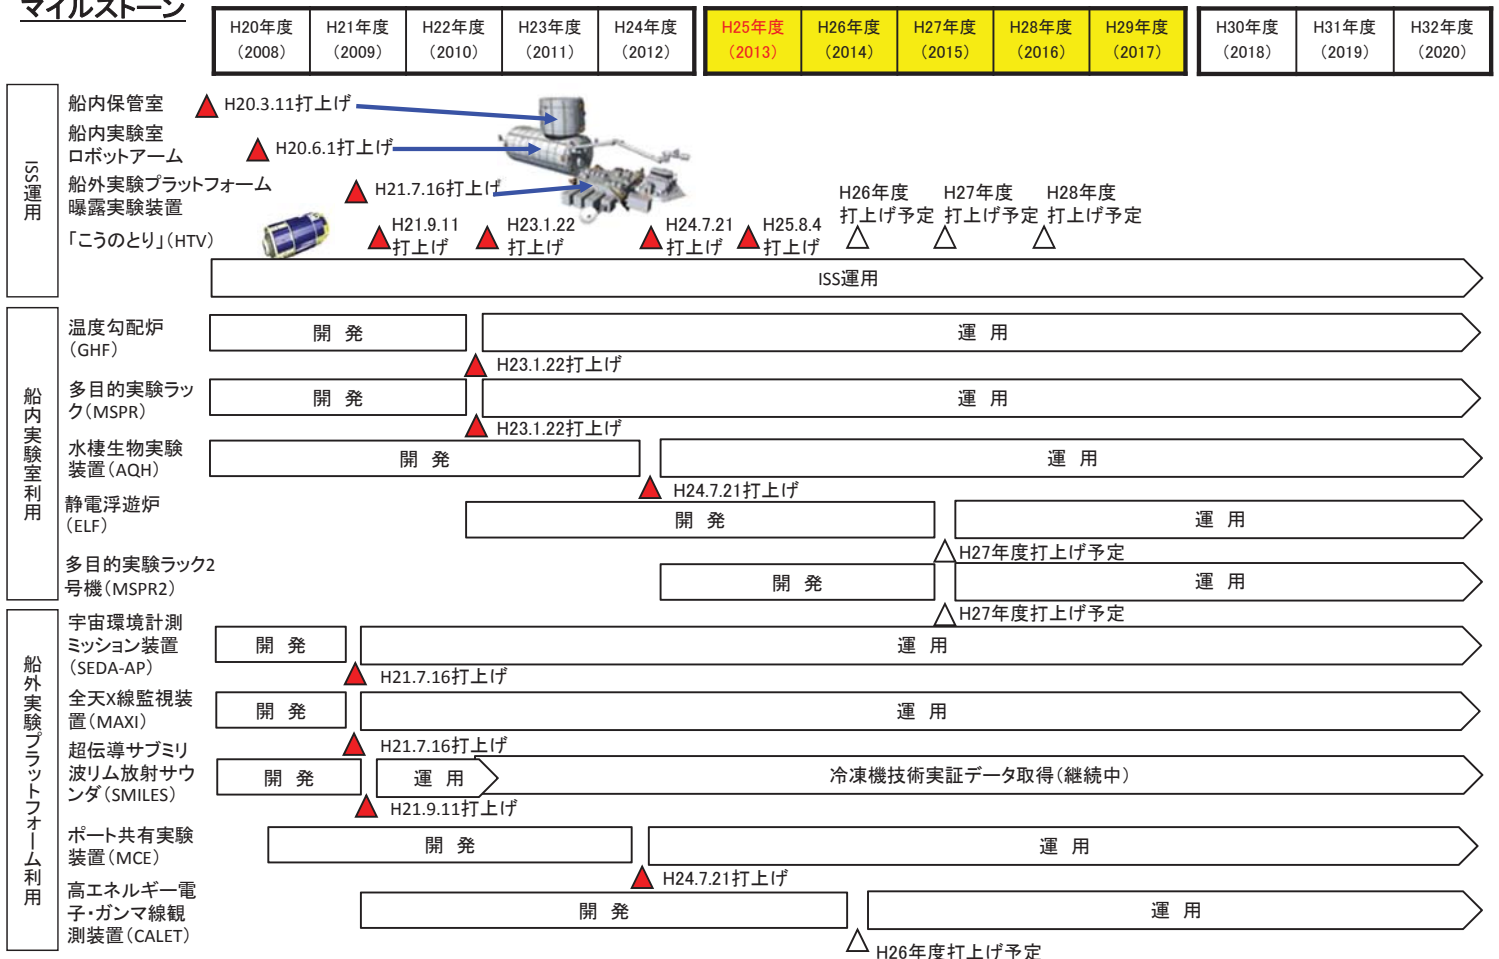 マイルストーン
H20年度 H21年度 H22年度 H23年度 H24年度 H25年度 H26年度 H27年度 H28年度 H29年度 H30年度 H31年度 H32年度
(2008) (2009) (2010) (2011) (2012) (2013) (2014) (2015) (2016) (2017) (2018) (2019) (2020)
ISS運用
船内保管室
H20.3.11打上げ
船内実験室
ロボットアーム
H20.6.1打上げ
船外実験プラットフォーム
曝露実験装置
H21.7.16打上げ
「こうのとり」(HTV)
H21.9.11
打上げ
H23.1.22
打上げ
H24.7.21
打上げ
H25.8.4
打上げ
H26年度
打上げ予定
H27年度
打上げ予定
H28年度
打上げ予定
ISS運用
船内実験室利用
温度勾配炉
(GHF)
開 発
運 用
H23.1.22打上げ
多目的実験ラッ
ク(MSPR)
開 発
運 用
H23.1.22打上げ
水棲生物実験
装置(AQH)
開 発
運 用
H24.7.21打上げ
静電浮遊炉
(ELF)
開 発
運 用
H27年度打上げ予定
多目的実験ラック2
号機(MSPR2)
開 発
運 用
H27年度打上げ予定
船外実験プラットフォーム利用
宇宙環境計測
ミッション装置
(SEDA-AP)
開 発
運 用
H21.7.16打上げ
全天X線監視装
置(MAXI)
開 発
運 用
H21.7.16打上げ
超伝導サブミリ
波リム放射サウ
ンダ(SMILES)
開 発
運 用
冷凍機技術実証データ取得(継続中)
H21.9.11打上げ
ポート共有実験
装置(MCE)
開 発
運 用
H24.7.21打上げ
高エネルギー電
子・ガンマ線観
測装置(CALET)
開 発
運 用
H26年度打上げ予定